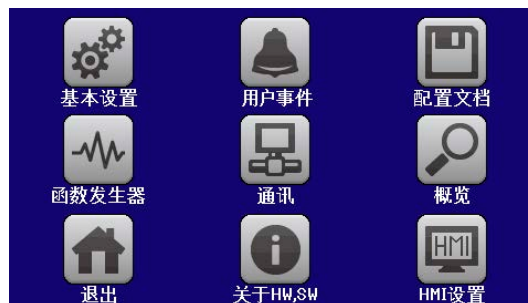 基本设置
用户事件
配置文档
函数发生器
通讯
概览
HMI
退出
关于HW,SW
HMI设置